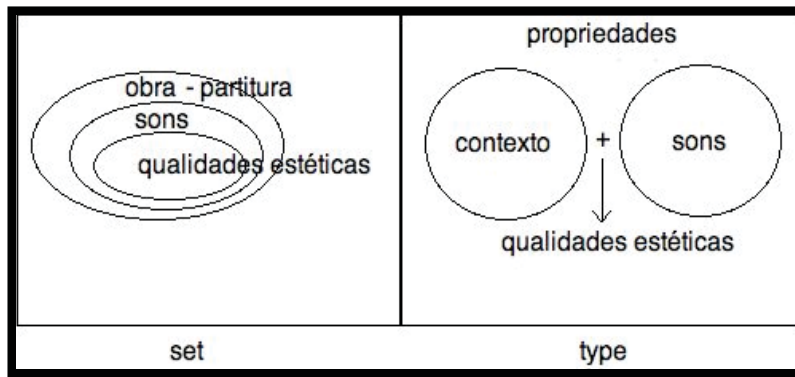 obra - partitura
sons
qualidades estéticas
set
propriedades
contexto + sons
qualidades estéticas
type